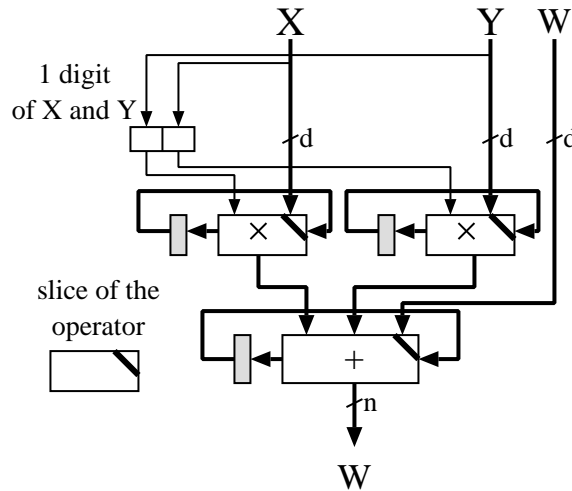 X Y W
1 digit
of X and Y
d d d
× ×
slice of the
operator
+
n
W